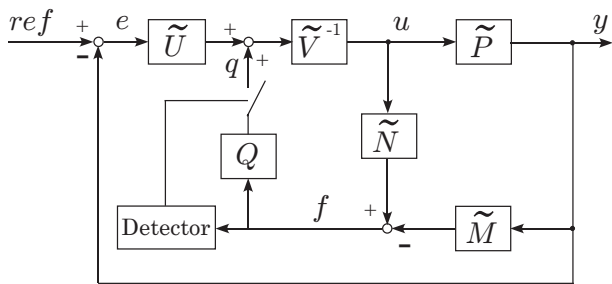 ref + − e Ũ + + q Ṽ⁻¹ u P̃ y
Q Ñ
Detector f + − M̃